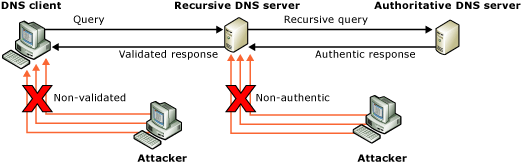 DNS client
Recursive DNS server
Authoritative DNS server
Query
Recursive query
Validated response
Authentic response
Non-validated
Non-authentic
Attacker
Attacker